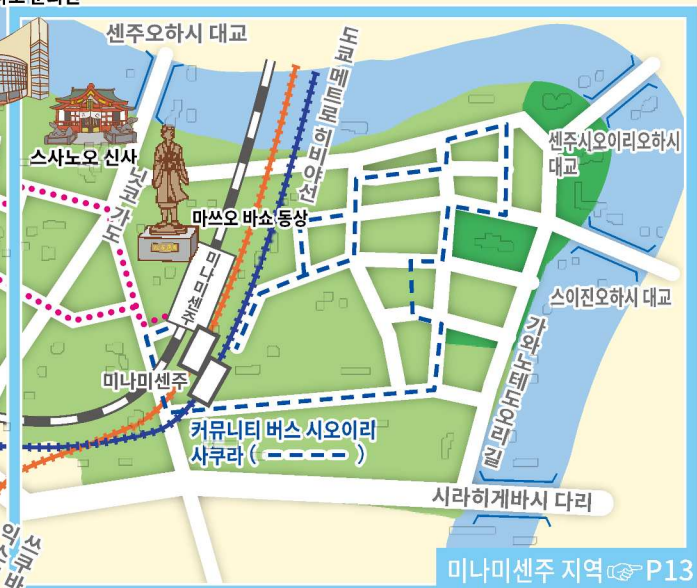 센주오하시 대교
도쿄 메트로 히비야선
스사노오 신사
닛코 가도
마쓰오 바쇼 동상
센주시오이리오하시
대교
미나미센주
스이진오하시 대교
가와노테도오리 길
미나미센주
커뮤니티 버스 시오이리
사쿠라 ( ---- )
시라히게바시 다리
미나미센주 지역☞P13